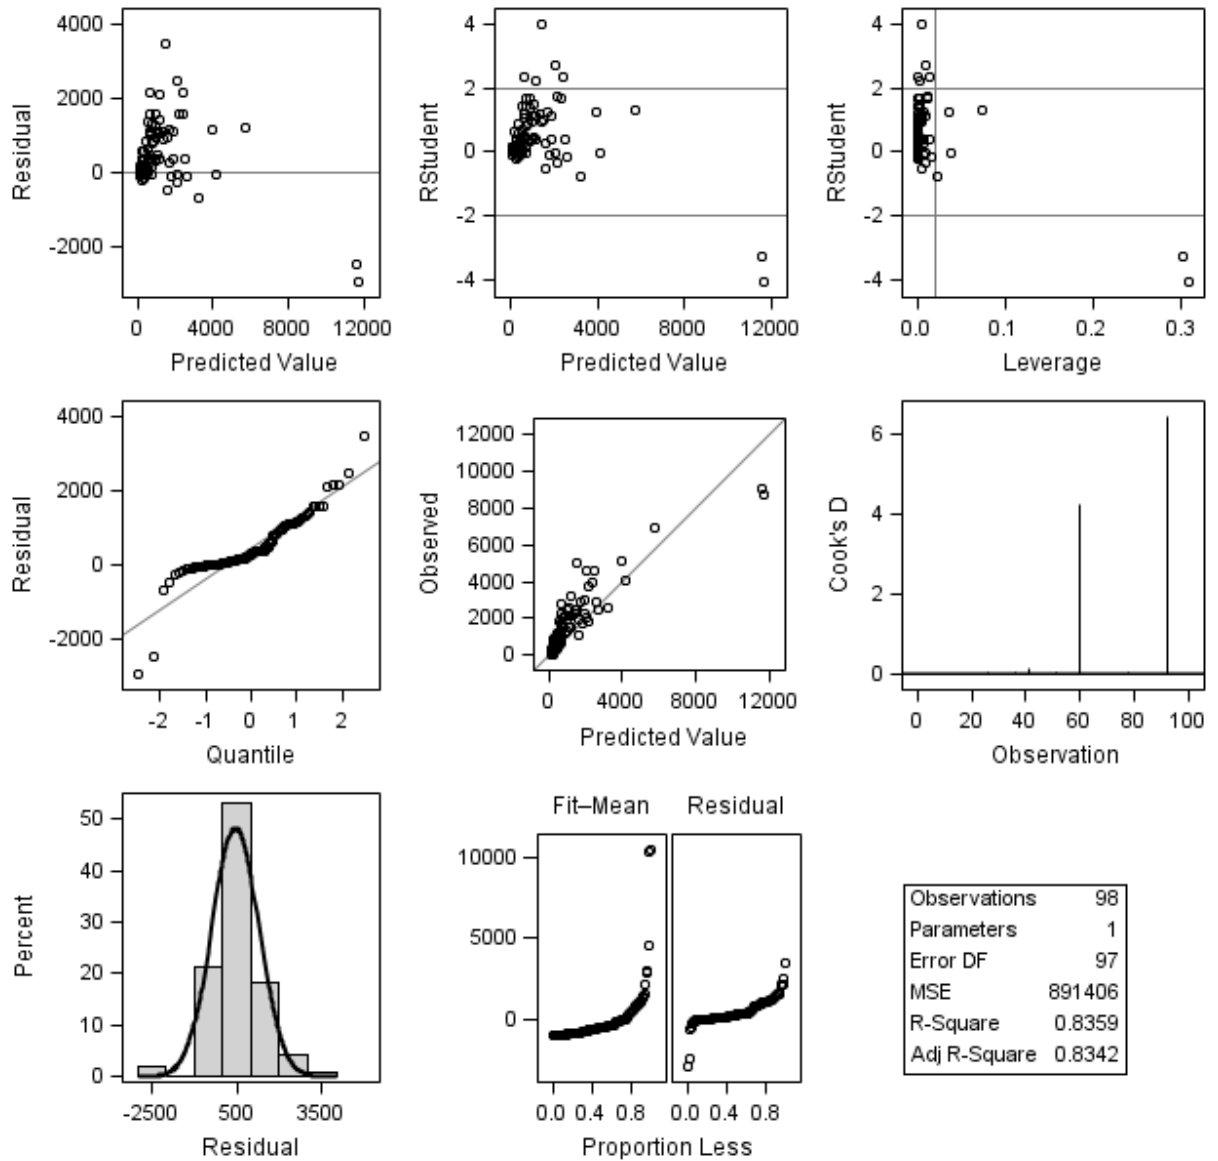 4000
2000
0
-2000
Residual
0 4000 8000 12000
Predicted Value
4
2
0
-2
-4
RStudent
0 4000 8000 12000
Predicted Value
4
2
0
-2
-4
RStudent
0.0 0.1 0.2 0.3
Leverage
4000
2000
0
-2000
Residual
-2 -1 0 1 2
Quantile
12000
10000
8000
6000
4000
2000
0
Observed
0 4000 8000 12000
Predicted Value
6
4
2
0
Cook's D
0 20 40 60 80 100
Observation
50
40
30
20
10
0
Percent
-2500 500 3500
Residual
Fit–Mean Residual
10000
5000
0
0.0 0.4 0.8 0.0 0.4 0.8
Proportion Less
Observations 98
Parameters 1
Error DF 97
MSE 891406
R-Square 0.8359
Adj R-Square 0.8342